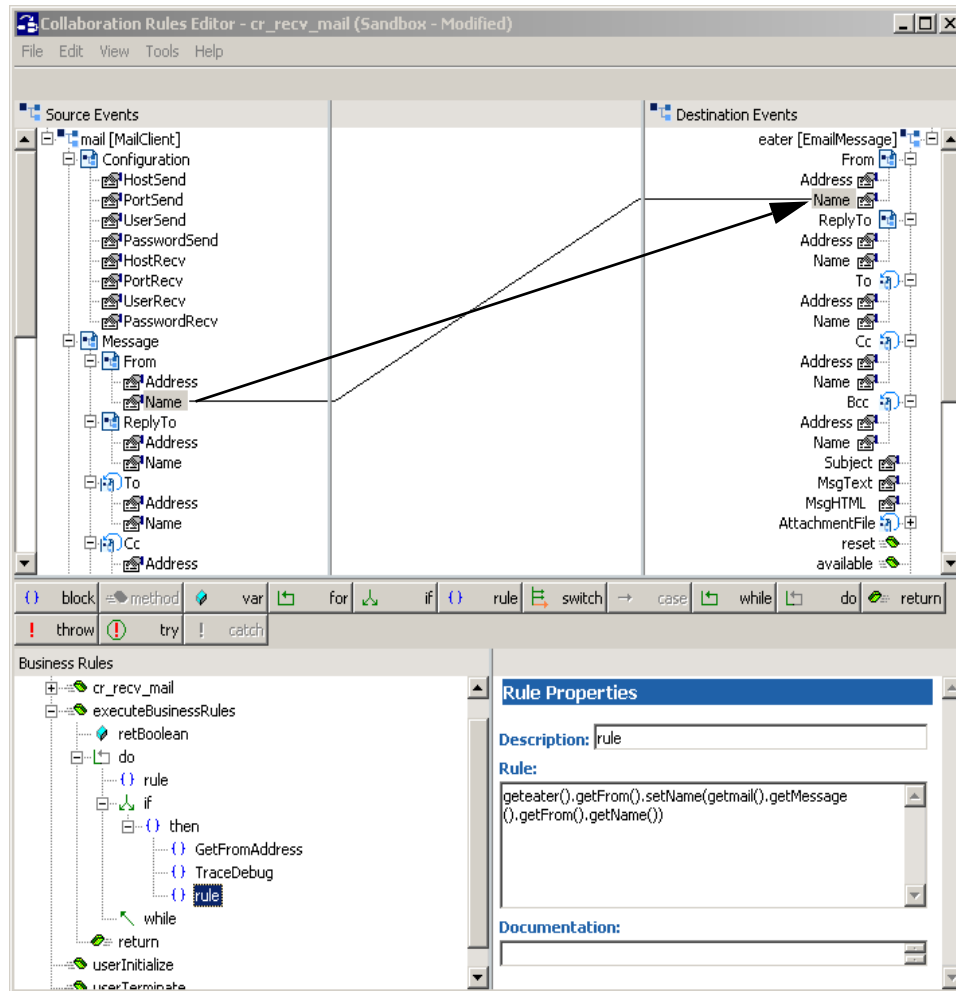 Collaboration Rules Editor - cr_recv_mail (Sandbox - Modified)
File Edit View Tools Help
Source Events
Destination Events
mail [MailClient]
Configuration
HostSend
PortSend
UserSend
PasswordSend
HostRecv
PortRecv
UserRecv
PasswordRecv
Message
From
Address
Name
ReplyTo
Address
Name
To
Address
Name
Cc
Address
eater [EmailMessage]
From
Address
Name
ReplyTo
Address
Name
To
Address
Name
Cc
Address
Name
Bcc
Address
Name
Subject
MsgText
MsgHTML
AttachmentFile
reset
available
block method var for if rule switch case while do return
throw try catch
Business Rules
cr_recv_mail
executeBusinessRules
retBoolean
do
rule
if
then
GetFromAddress
TraceDebug
rule
while
return
userInitialize
userTerminate
Rule Properties
Description: rule
Rule:
geteater().getFrom().setName(getmail().getMessage
().getFrom().getName())
Documentation: